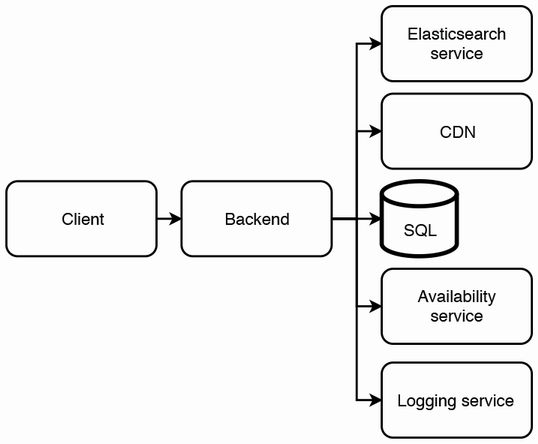 Elasticsearch
service
CDN
Client
Backend
SQL
Availability
service
Logging service